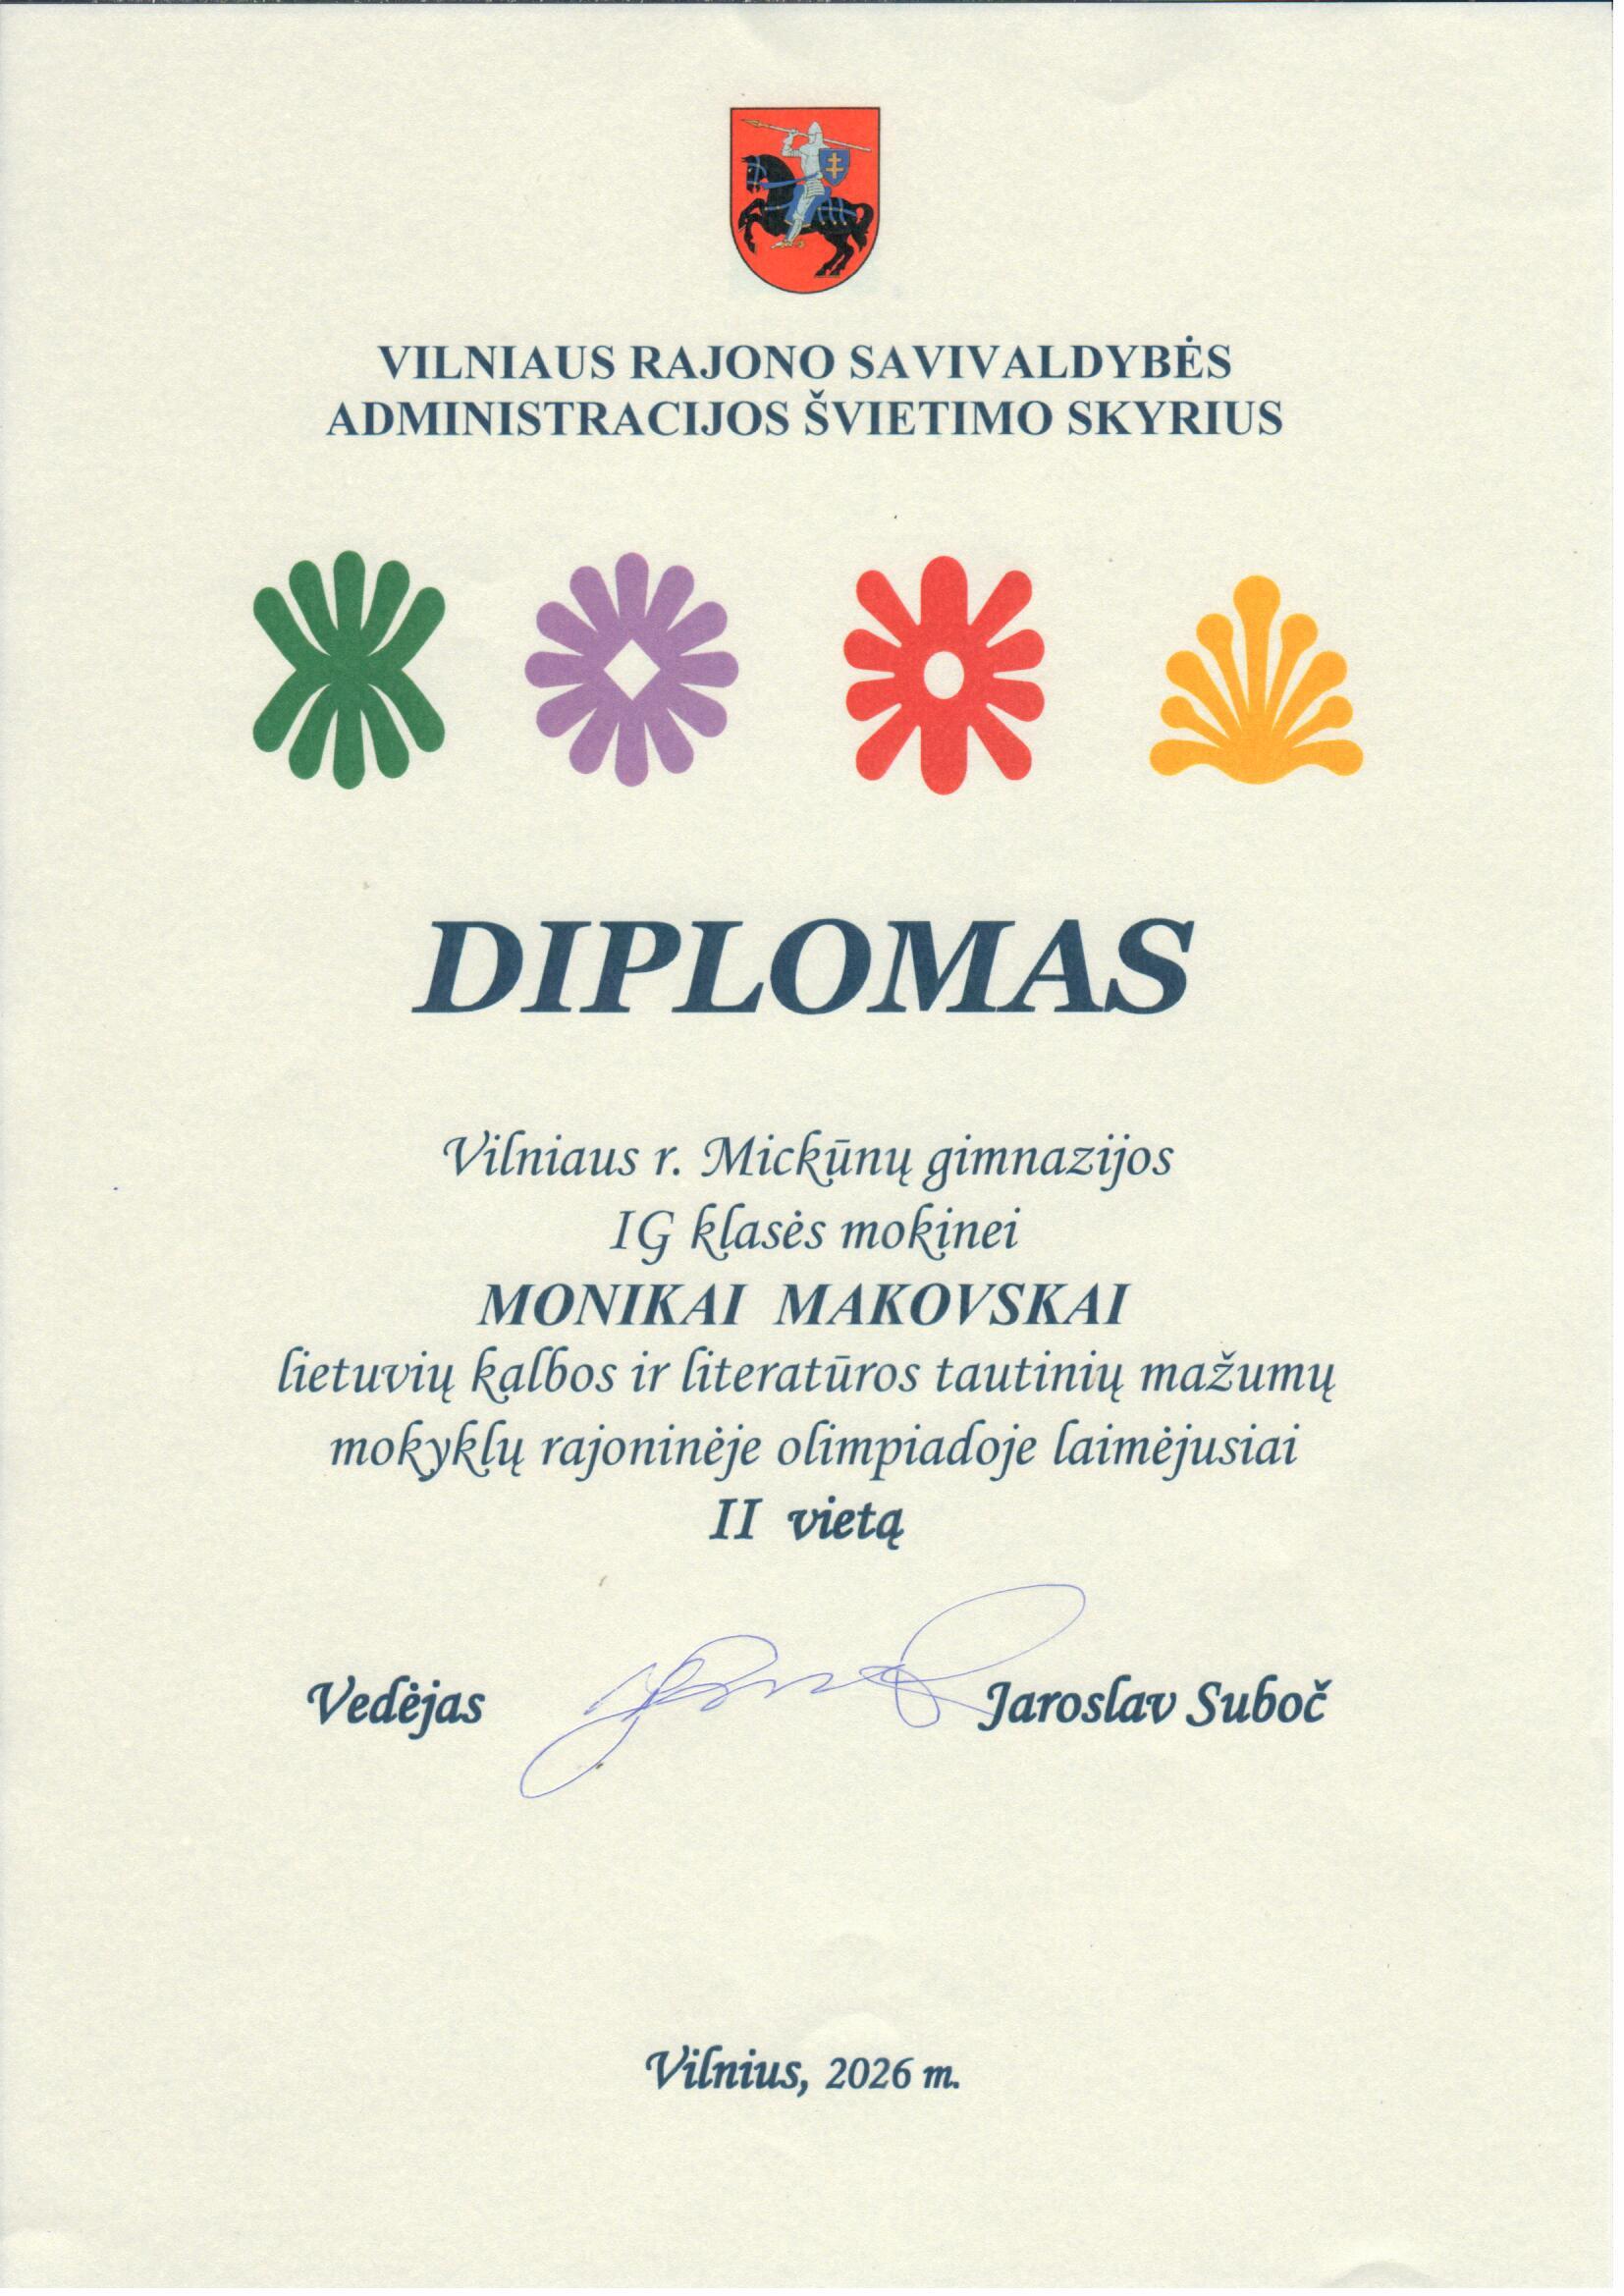 VILNIAUS RAJONO SAVIVALDYBĖS
ADMINISTRACIJOS ŠVIETIMO SKYRIUS
DIPLOMAS
Vilniaus r. Mickūnų gimnazijos
IG klasės mokinei
MONIKAI MAKOVSKAI
lietuvių kalbos ir literatūros tautinių mažumų
mokyklų rajoninėje olimpiadoje laimėjusiai
II vietą
Vedėjas Jaroslav Suboč
Vilnius, 2026 m.